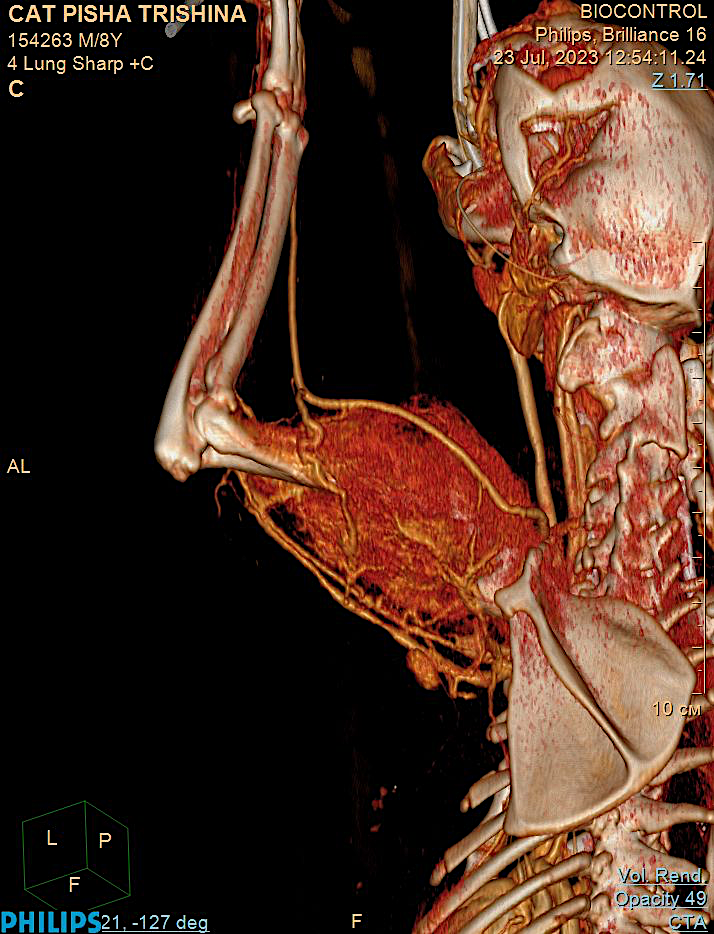 CAT PISHA TRISHINA
154263 M/8Y
4 Lung Sharp +C
C
BIOCONTROL
Philips, Brilliance 16
23 Jul, 2023 12:54:11.24
Z 1.71
AL
10 см
L
P
F
PHILIPS 21, -127 deg
F
Vol. Rend.
Opacity 49
CTA